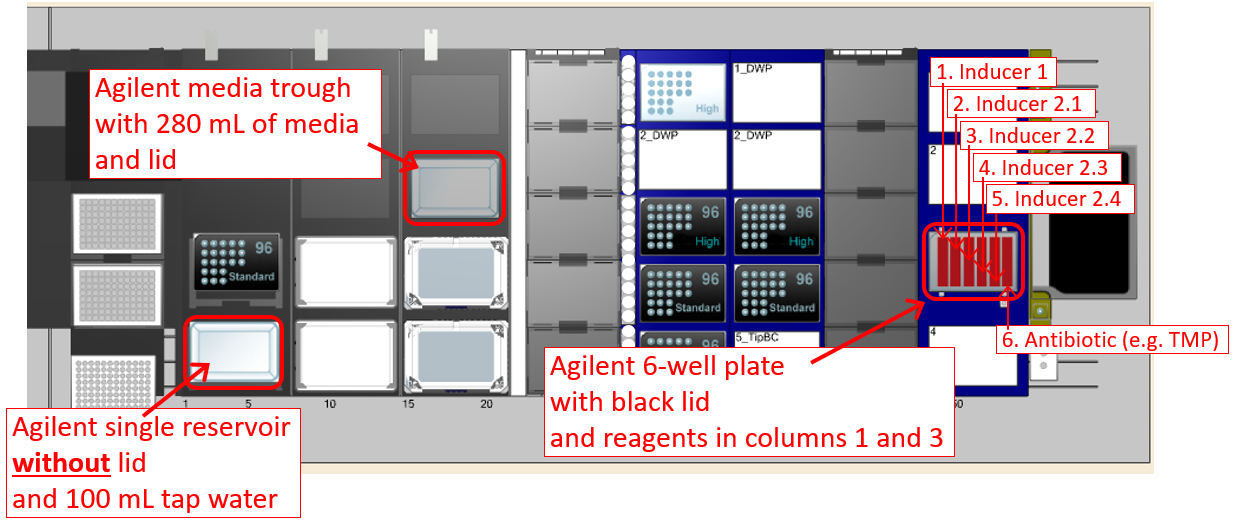 Agilent media trough
with 280 mL of media
and lid
High
1_DWP
2_DWP
2_DWP
1. Inducer 1
2. Inducer 2.1
3. Inducer 2.2
4. Inducer 2.3
5. Inducer 2.4
2
96
High
96
High
96
Standard
96
Standard
96
Standard
96
5_TipBC
4
6. Antibiotic (e.g. TMP)
Agilent 6-well plate
with black lid
and reagents in columns 1 and 3
1
5
10
15
20
50
Agilent single reservoir
without lid
and 100 mL tap water